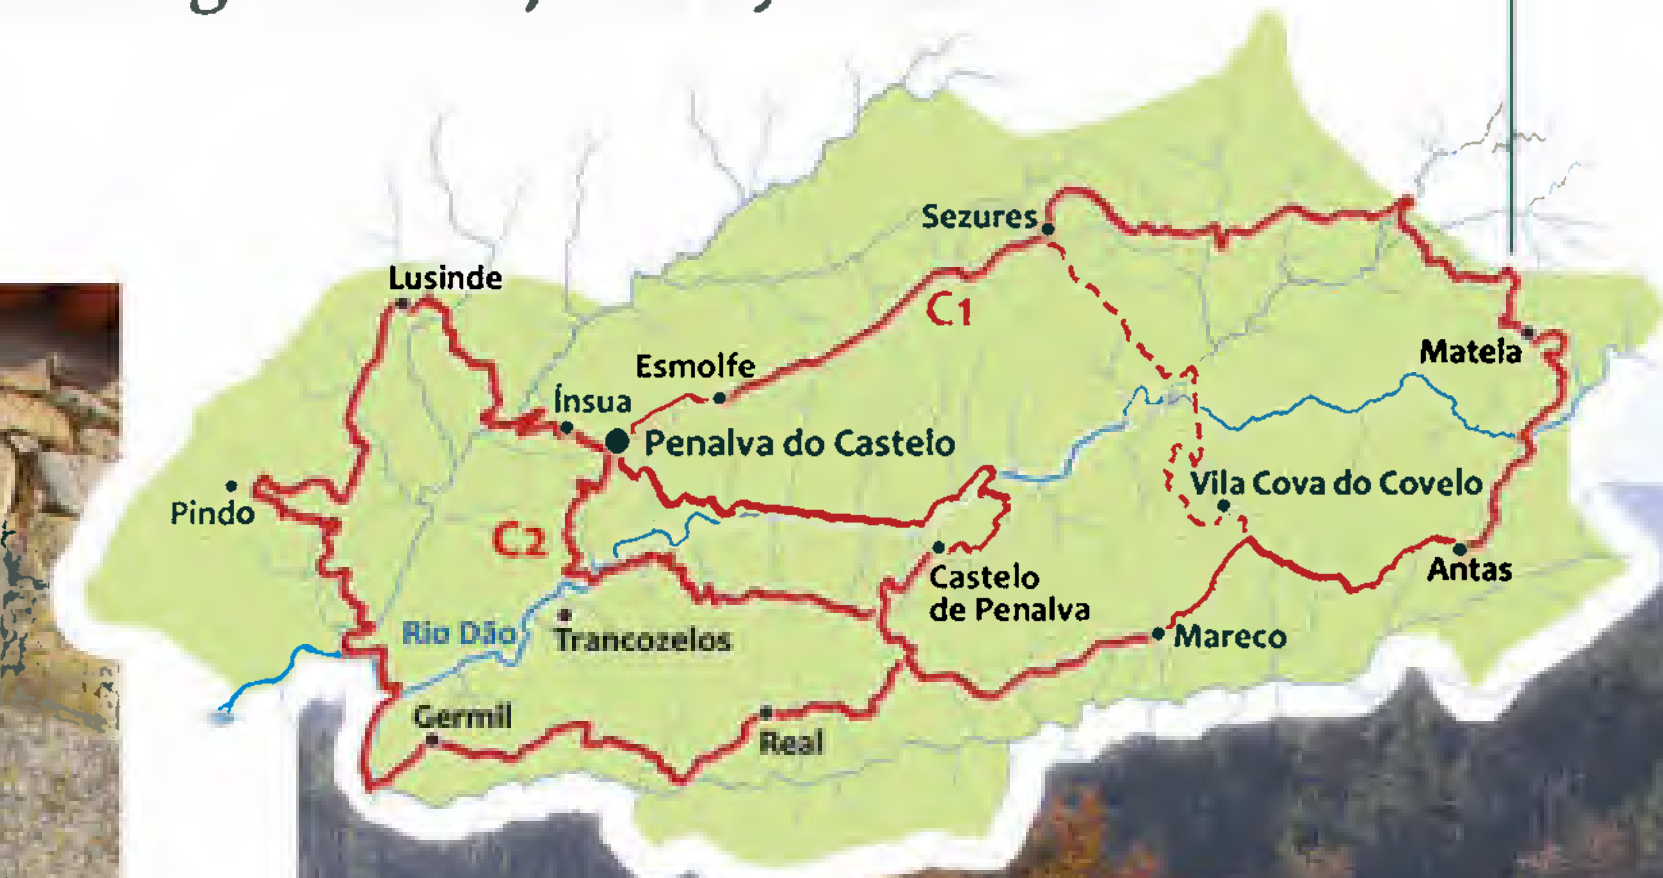 Sezures
Lusinde
C1
Matela
Esmolfe
Ínsua
Penalva do Castelo
Vila Cova do Covelo
Pindo
C2
Antas
Castelo
de Penalva
Rio Dão
Trancozelos
Mareco
Germil
Real